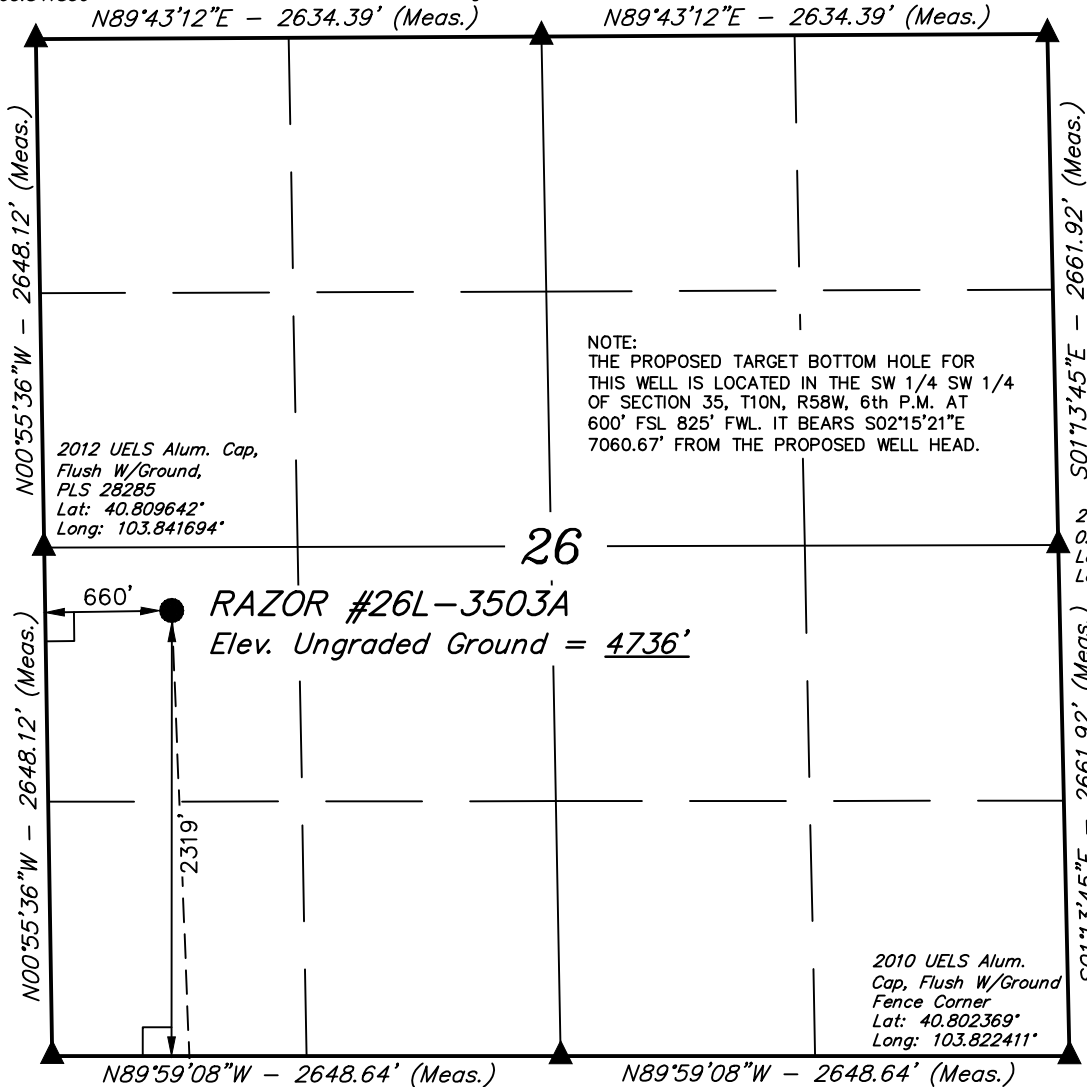 N89°43'12"E - 2634.39' (Meas.)
N89°43'12"E - 2634.39' (Meas.)
N00°55'36"W - 2648.12' (Meas.)
S01°13'45"E - 2661.92' (Meas.)
NOTE:
THE PROPOSED TARGET BOTTOM HOLE FOR
THIS WELL IS LOCATED IN THE SW 1/4 SW 1/4
OF SECTION 35, T10N, R58W, 6th P.M. AT
600' FSL 825' FWL. IT BEARS S02°15'21"E
7060.67' FROM THE PROPOSED WELL HEAD.
2012 UELS Alum. Cap,
Flush W/Ground,
PLS 28285
Lat: 40.809642°
Long: 103.841694°
26
660'
RAZOR #26L-3503A
Elev. Ungraded Ground = 4736'
N00°55'36"W - 2648.12' (Meas.)
S01°13'45"E - 2661.92' (Meas.)
2319'
2010 UELS Alum.
Cap, Flush W/Ground
Fence Corner
Lat: 40.802369°
Long: 103.822411°
N89°59'08"W - 2648.64' (Meas.)
N89°59'08"W - 2648.64' (Meas.)